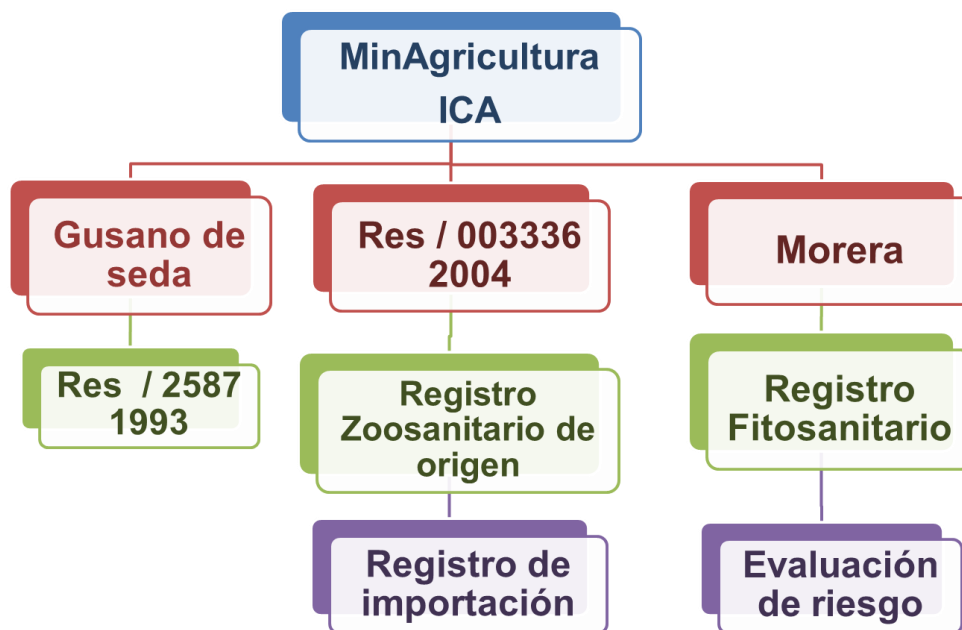 MinAgricultura
ICA
Gusano de
seda
Res / 003336
2004
Morera
Res / 2587
1993
Registro
Zoosanitario de
origen
Registro
Fitosanitario
Registro de
importación
Evaluación
de riesgo